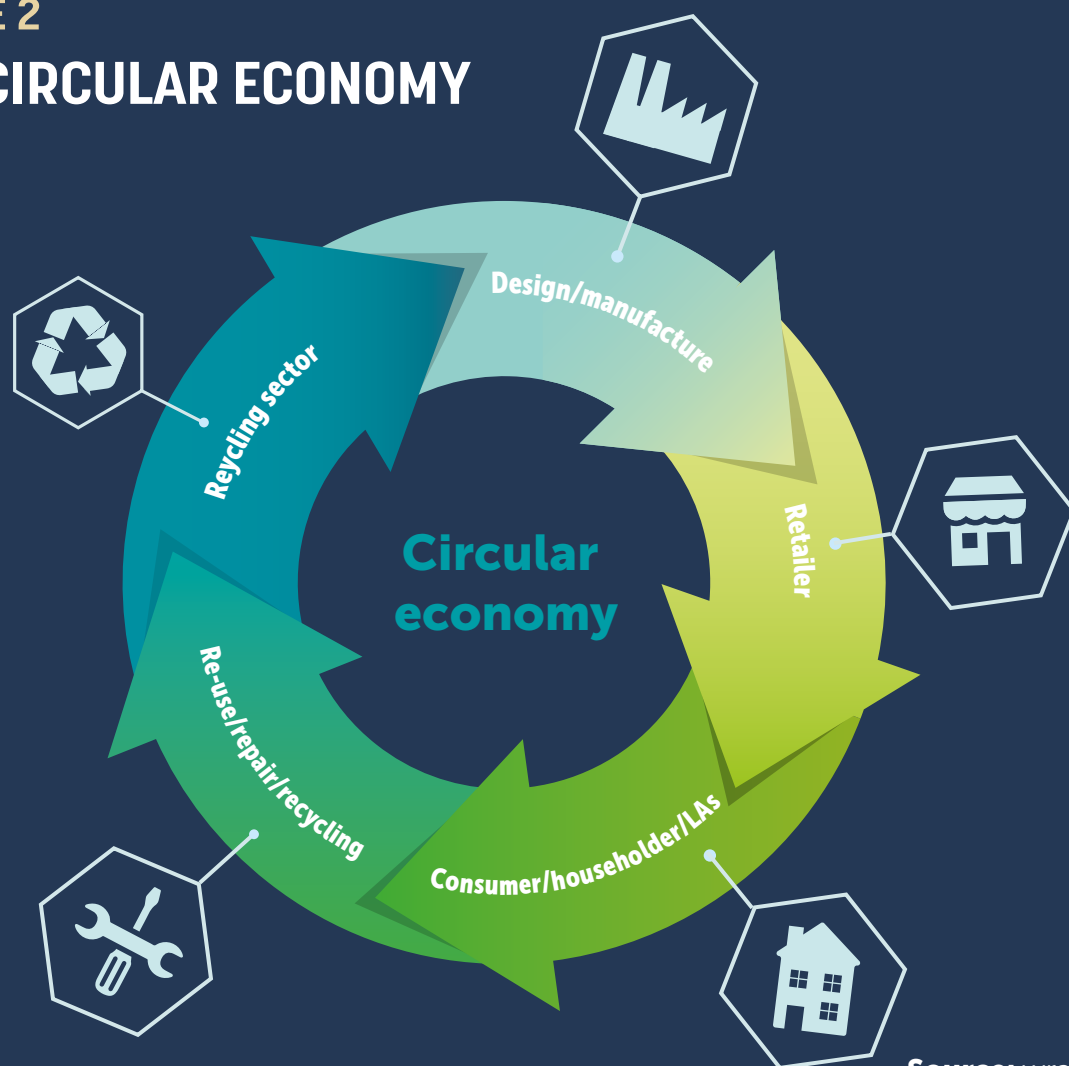 E 2
CIRCULAR ECONOMY
Design/manufacture
Retailer
Consumer/householder/LAs
Re-use/repair/recycling
Reycling sector
Circular
economy